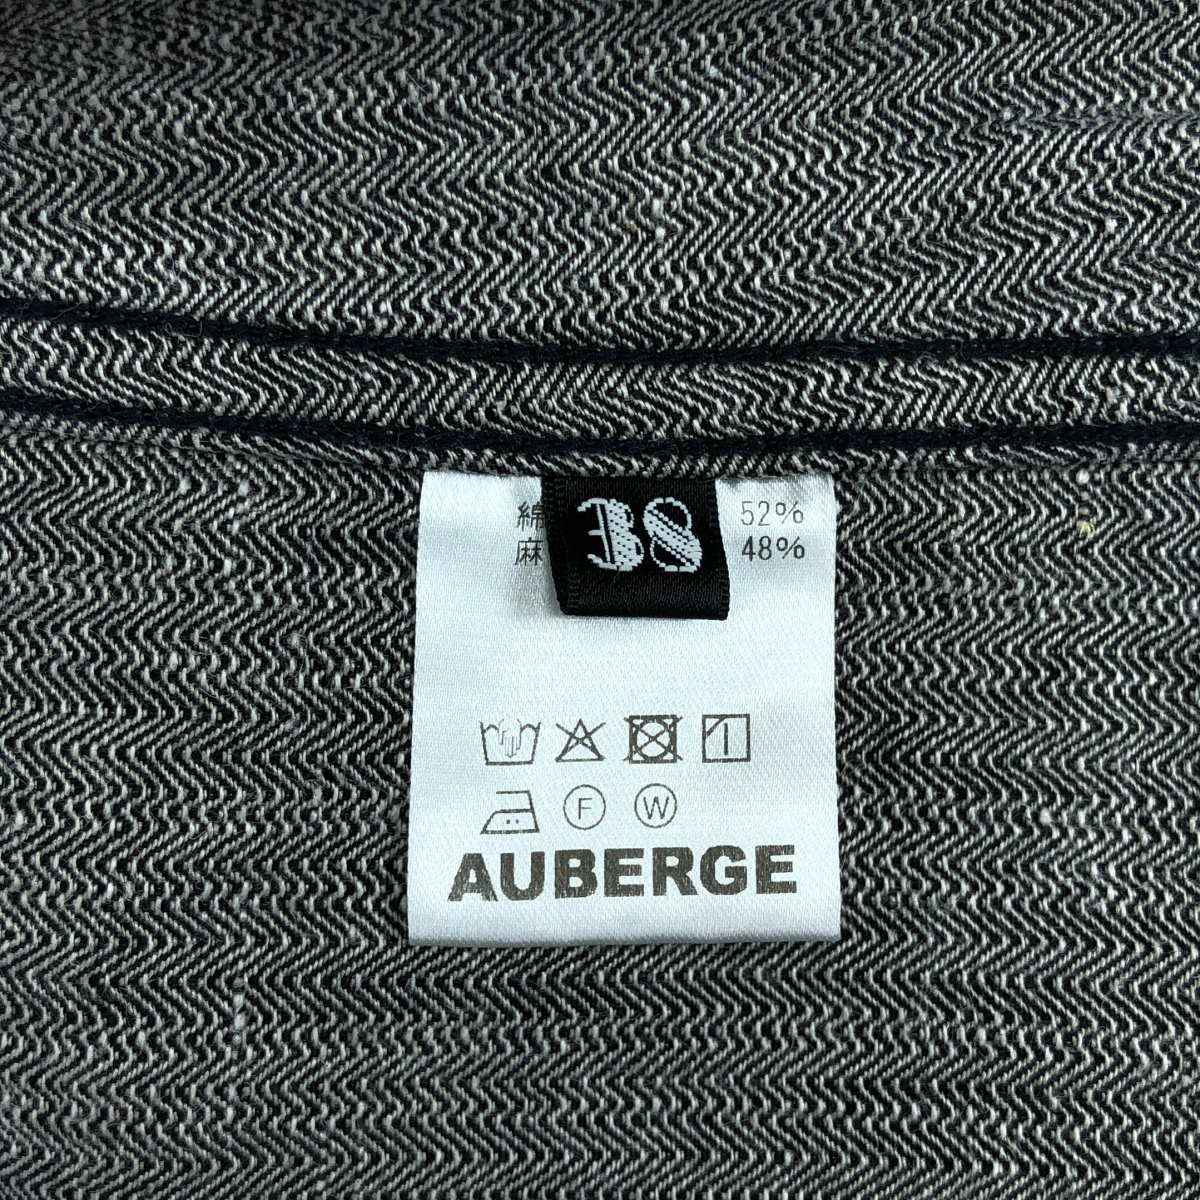 綿 38 52%
麻 48%
F W
AUBERGE